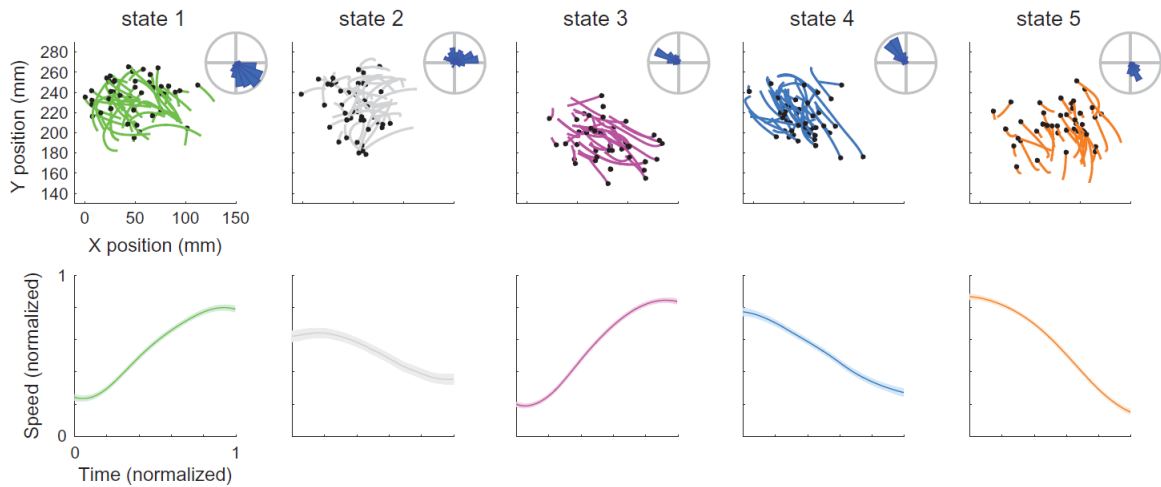 state 1
state 2
state 3
state 4
state 5
Y position (mm)
280
260
240
220
200
180
160
140
0
50
100
150
X position (mm)
Speed (normalized)
1
0
0
1
Time (normalized)